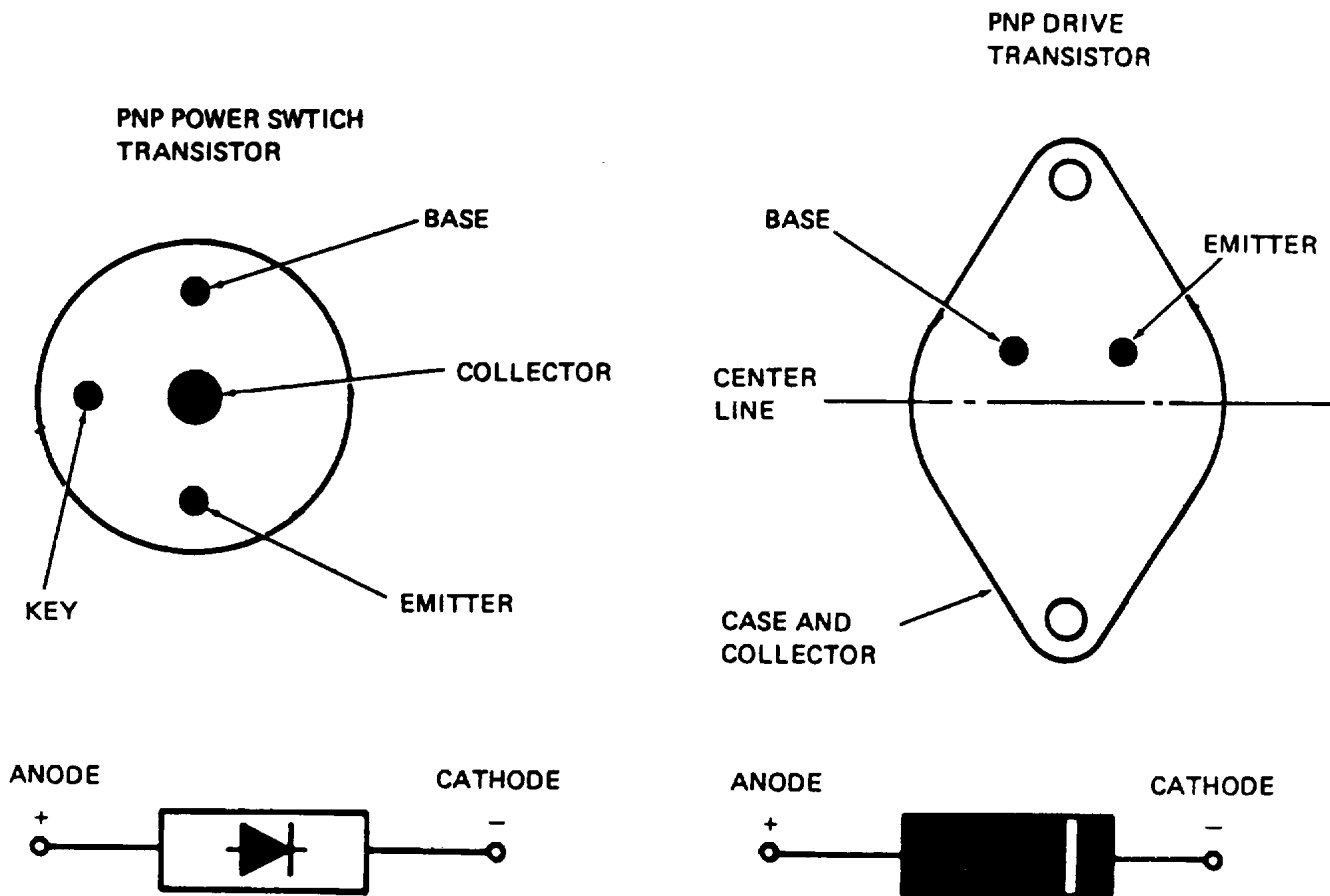 PNP DRIVE
TRANSISTOR
PNP POWER SWTICH
TRANSISTOR
BASE
COLLECTOR
EMITTER
KEY
BASE
EMITTER
CENTER
LINE
CASE AND
COLLECTOR
ANODE
+
CATHODE
−
ANODE
+
CATHODE
−